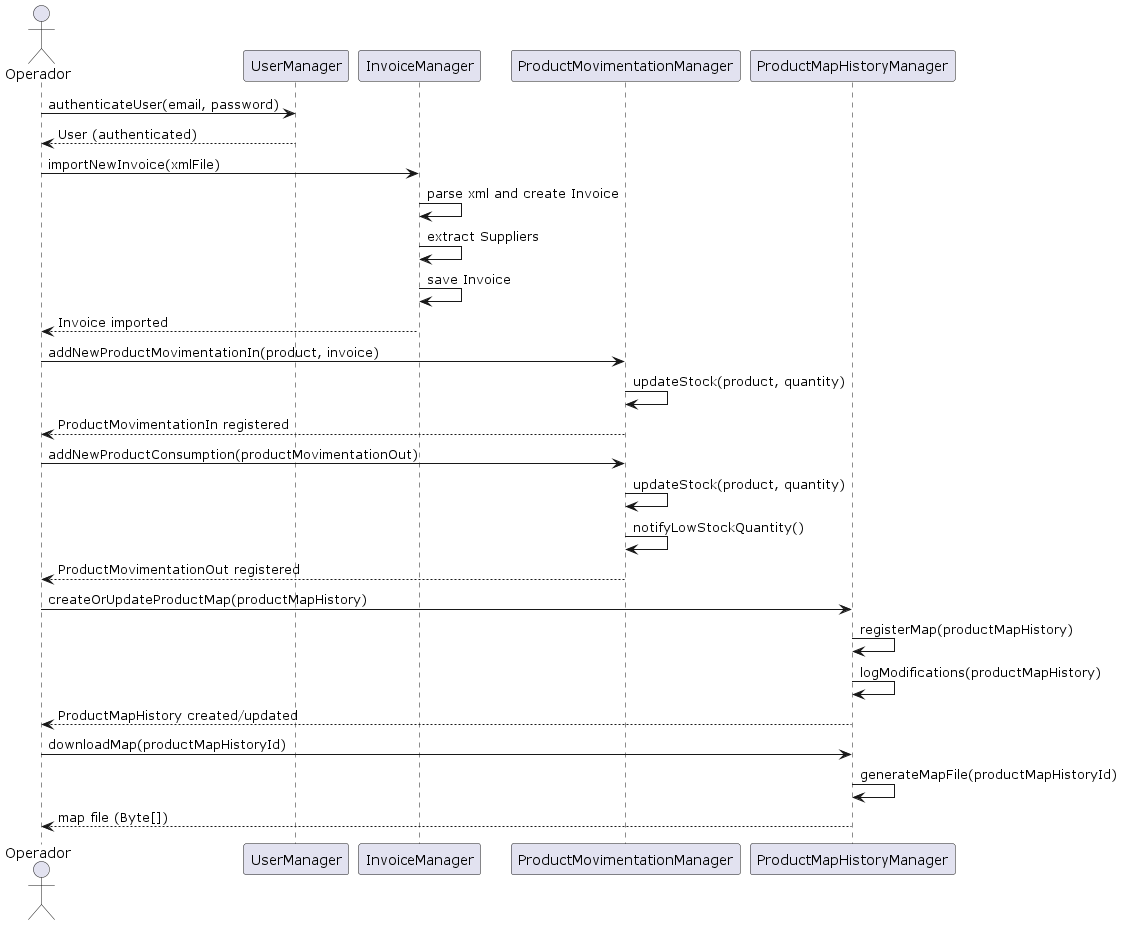 Operador
UserManager
InvoiceManager
ProductMovimentationManager
ProductMapHistoryManager
authenticateUser(email, password)
User (authenticated)
importNewInvoice(xmlFile)
parse xml and create Invoice
extract Suppliers
save Invoice
Invoice imported
addNewProductMovimentationIn(product, invoice)
updateStock(product, quantity)
ProductMovimentationIn registered
addNewProductConsumption(productMovimentationOut)
updateStock(product, quantity)
notifyLowStockQuantity()
ProductMovimentationOut registered
createOrUpdateProductMap(productMapHistory)
registerMap(productMapHistory)
logModifications(productMapHistory)
ProductMapHistory created/updated
downloadMap(productMapHistoryId)
generateMapFile(productMapHistoryId)
map file (Byte[])
Operador
UserManager
InvoiceManager
ProductMovimentationManager
ProductMapHistoryManager